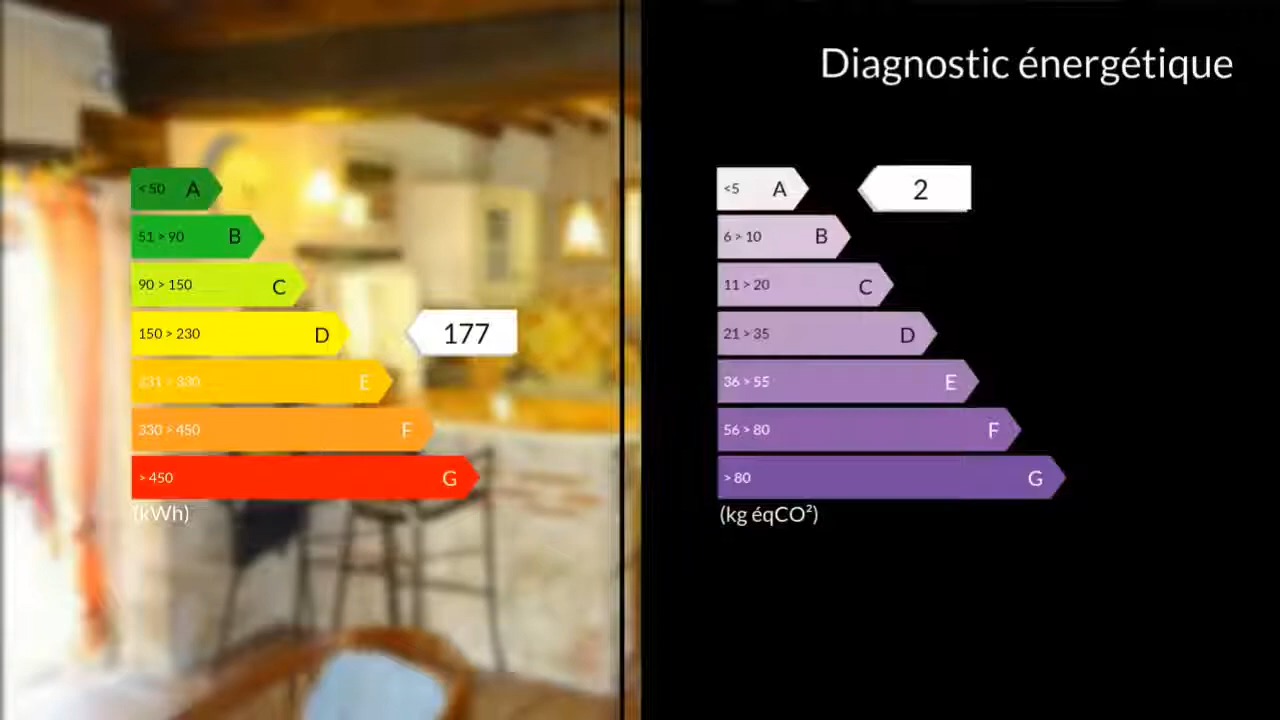 Diagnostic énergétique
<50 A
51 > 90 B
90 > 150 C
150 > 230 D
177
231 > 330 E
330 > 450 F
> 450 G
(kWh)
<5 A
2
6 > 10 B
11 > 20 C
21 > 35 D
36 > 55 E
56 > 80 F
> 80 G
(kg éqCO²)